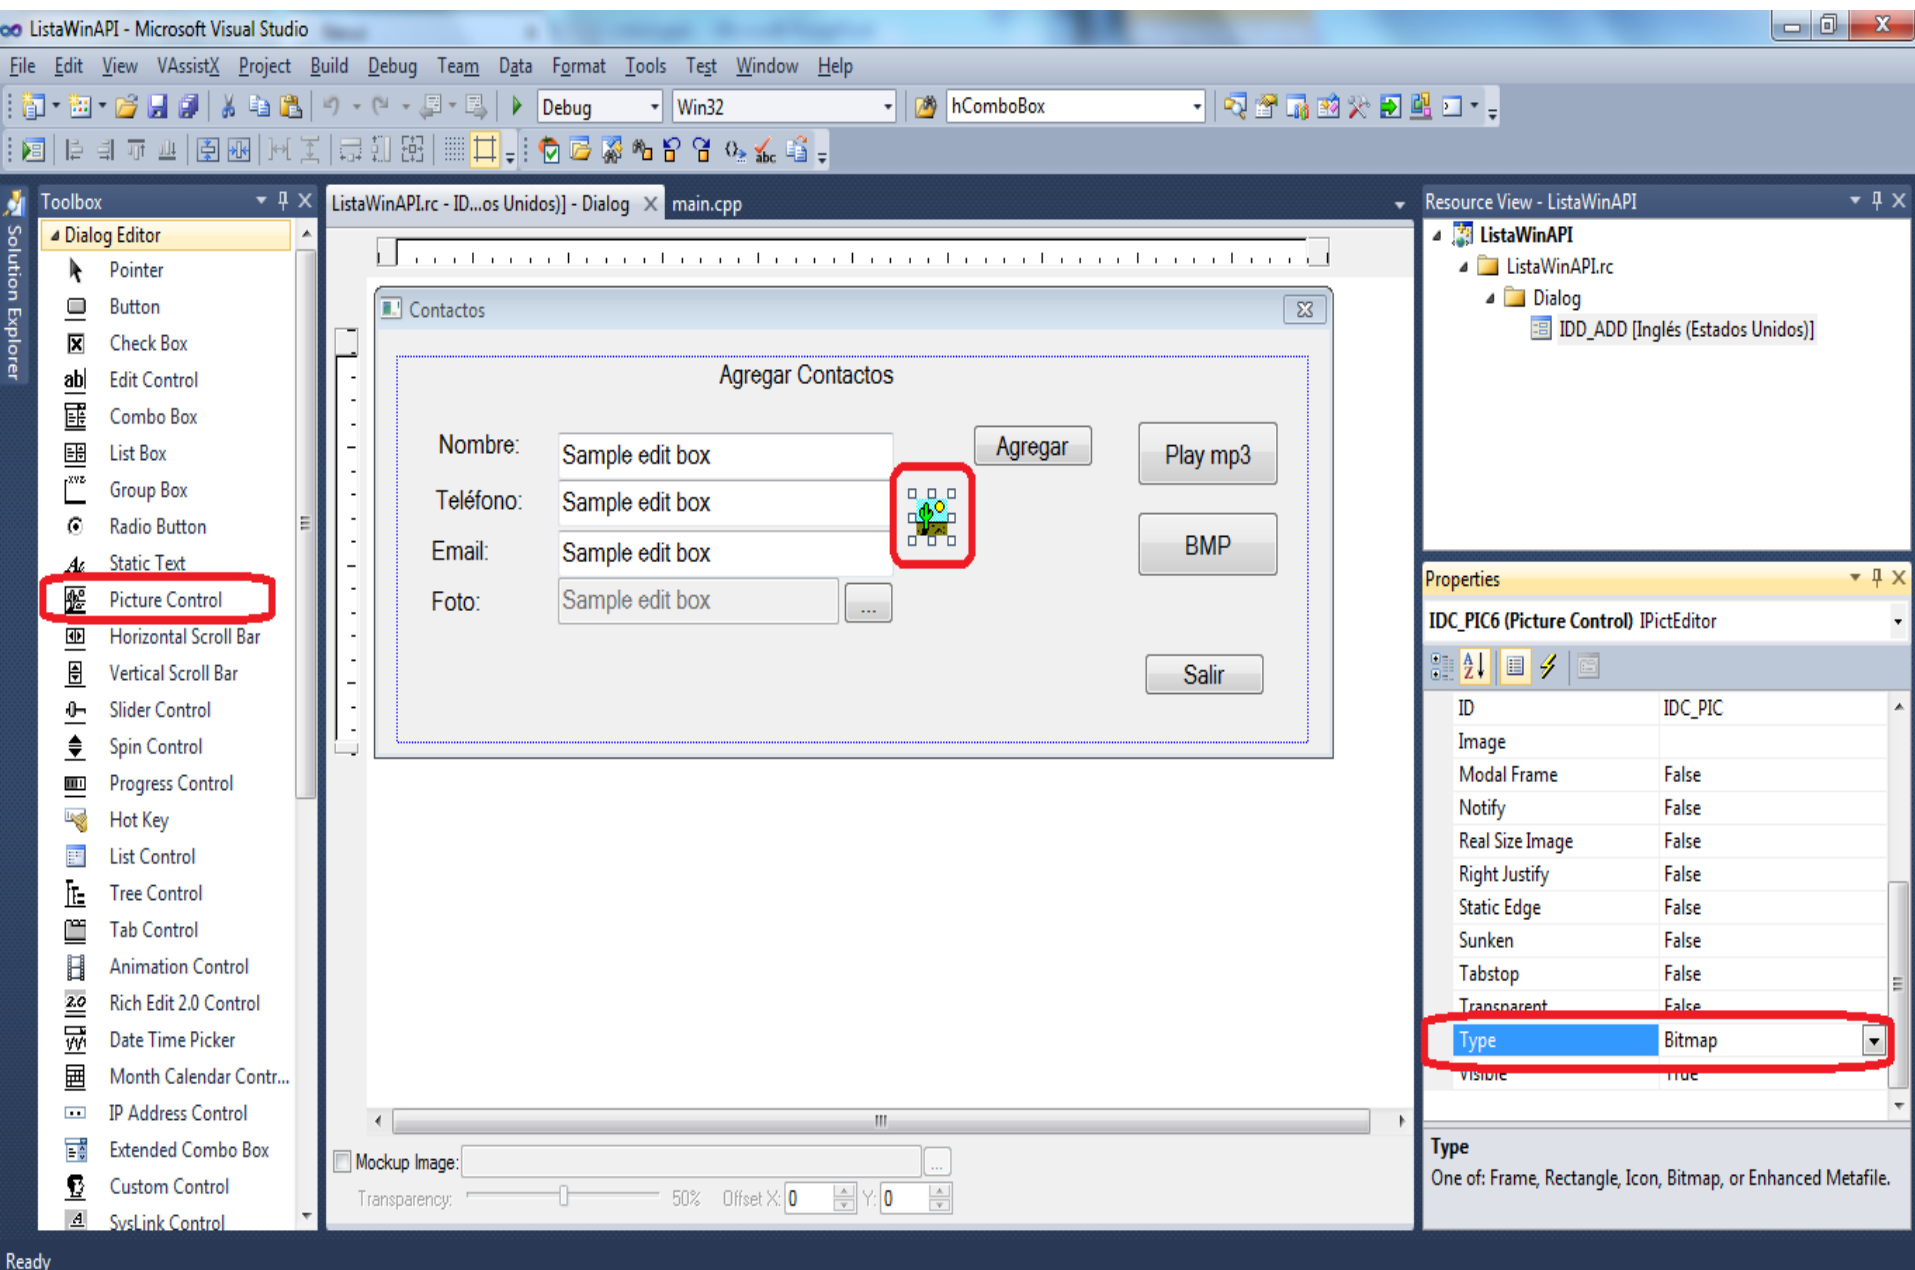 ListaWinAPI - Microsoft Visual Studio
File Edit View VAssistX Project Build Debug Team Data Format Tools Test Window Help
Debug Win32 hComboBox
Solution Explorer
Toolbox
Dialog Editor
Pointer
Button
Check Box
Edit Control
Combo Box
List Box
Group Box
Radio Button
Static Text
Picture Control
Horizontal Scroll Bar
Vertical Scroll Bar
Slider Control
Spin Control
Progress Control
Hot Key
List Control
Tree Control
Tab Control
Animation Control
Rich Edit 2.0 Control
Date Time Picker
Month Calendar Contr...
IP Address Control
Extended Combo Box
Custom Control
SysLink Control
ListaWinAPI.rc - ID...os Unidos)] - Dialog main.cpp
Contactos
Agregar Contactos
Nombre: Sample edit box Agregar Play mp3
Teléfono: Sample edit box
Email: Sample edit box BMP
Foto: Sample edit box ...
Salir
Mockup Image: ...
Transparency: 50% Offset X: 0 Y: 0
Resource View - ListaWinAPI
ListaWinAPI
ListaWinAPI.rc
Dialog
IDD_ADD [Inglés (Estados Unidos)]
Properties
IDC_PIC6 (Picture Control) IPictEditor
ID IDC_PIC
Image
Modal Frame False
Notify False
Real Size Image False
Right Justify False
Static Edge False
Sunken False
Tabstop False
Transparent False
Type Bitmap
Visible True
Type
One of: Frame, Rectangle, Icon, Bitmap, or Enhanced Metafile.
Ready